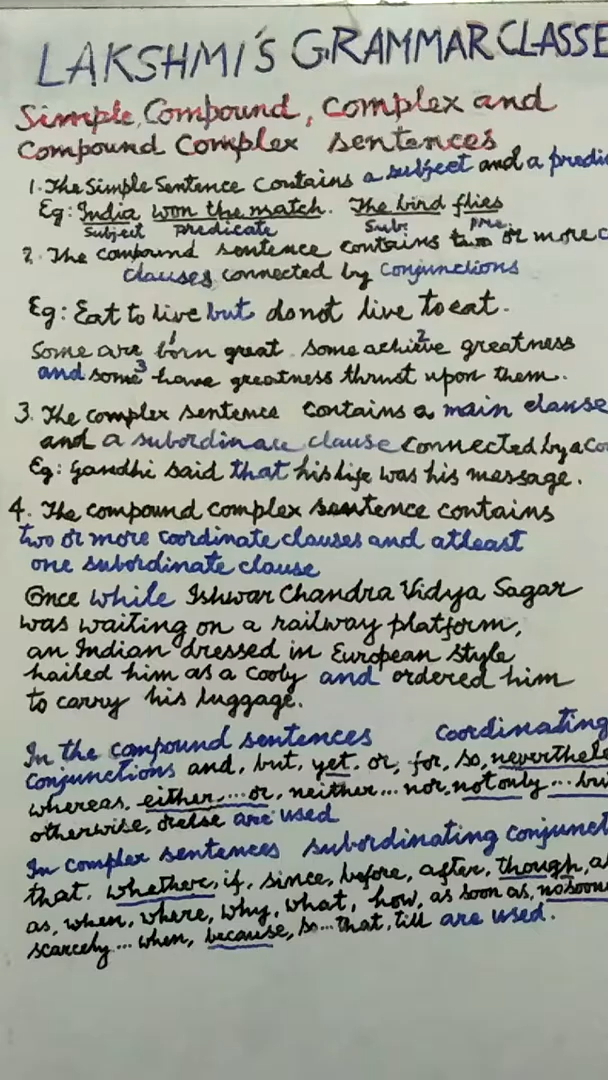 LAKSHMI'S GRAMMAR CLASSE
Simple, Compound, Complex and
Compound Complex sentences
1. The Simple Sentence contains a subject and a predi
Eg: India won the match. The bird flies
Subject predicate Sub: pre.
2. The compound sentence contains two or more c
clauses connected by conjunctions
Eg: Eat to live but do not live to eat.
1 2
Some are born great some achieve greatness
3
and some have greatness thrust upon them.
3. The complex sentence contains a main clause
and a subordinate clause connected by a co
Eg: Gandhi said that his life was his message.
4. The compound complex sentence contains
two or more coordinate clauses and atleast
one subordinate clause
Once while Ishwar Chandra Vidya Sagar
was waiting on a railway platform,
an Indian dressed in European Style
hailed him as a cooly and ordered him
to carry his luggage.
In the compound sentences coordinating
conjunctions and, but, yet, or, for, so, neverthele
whereas, either...or, neither... nor, not only ... bu
otherwise, orelse are used
In complex sentences subordinating conjunct
that, whether, if, since, before, after, though, a
as, when, where, why, what, how, as soon as, nosoon
scarcely... when, because, so... that, till are used.